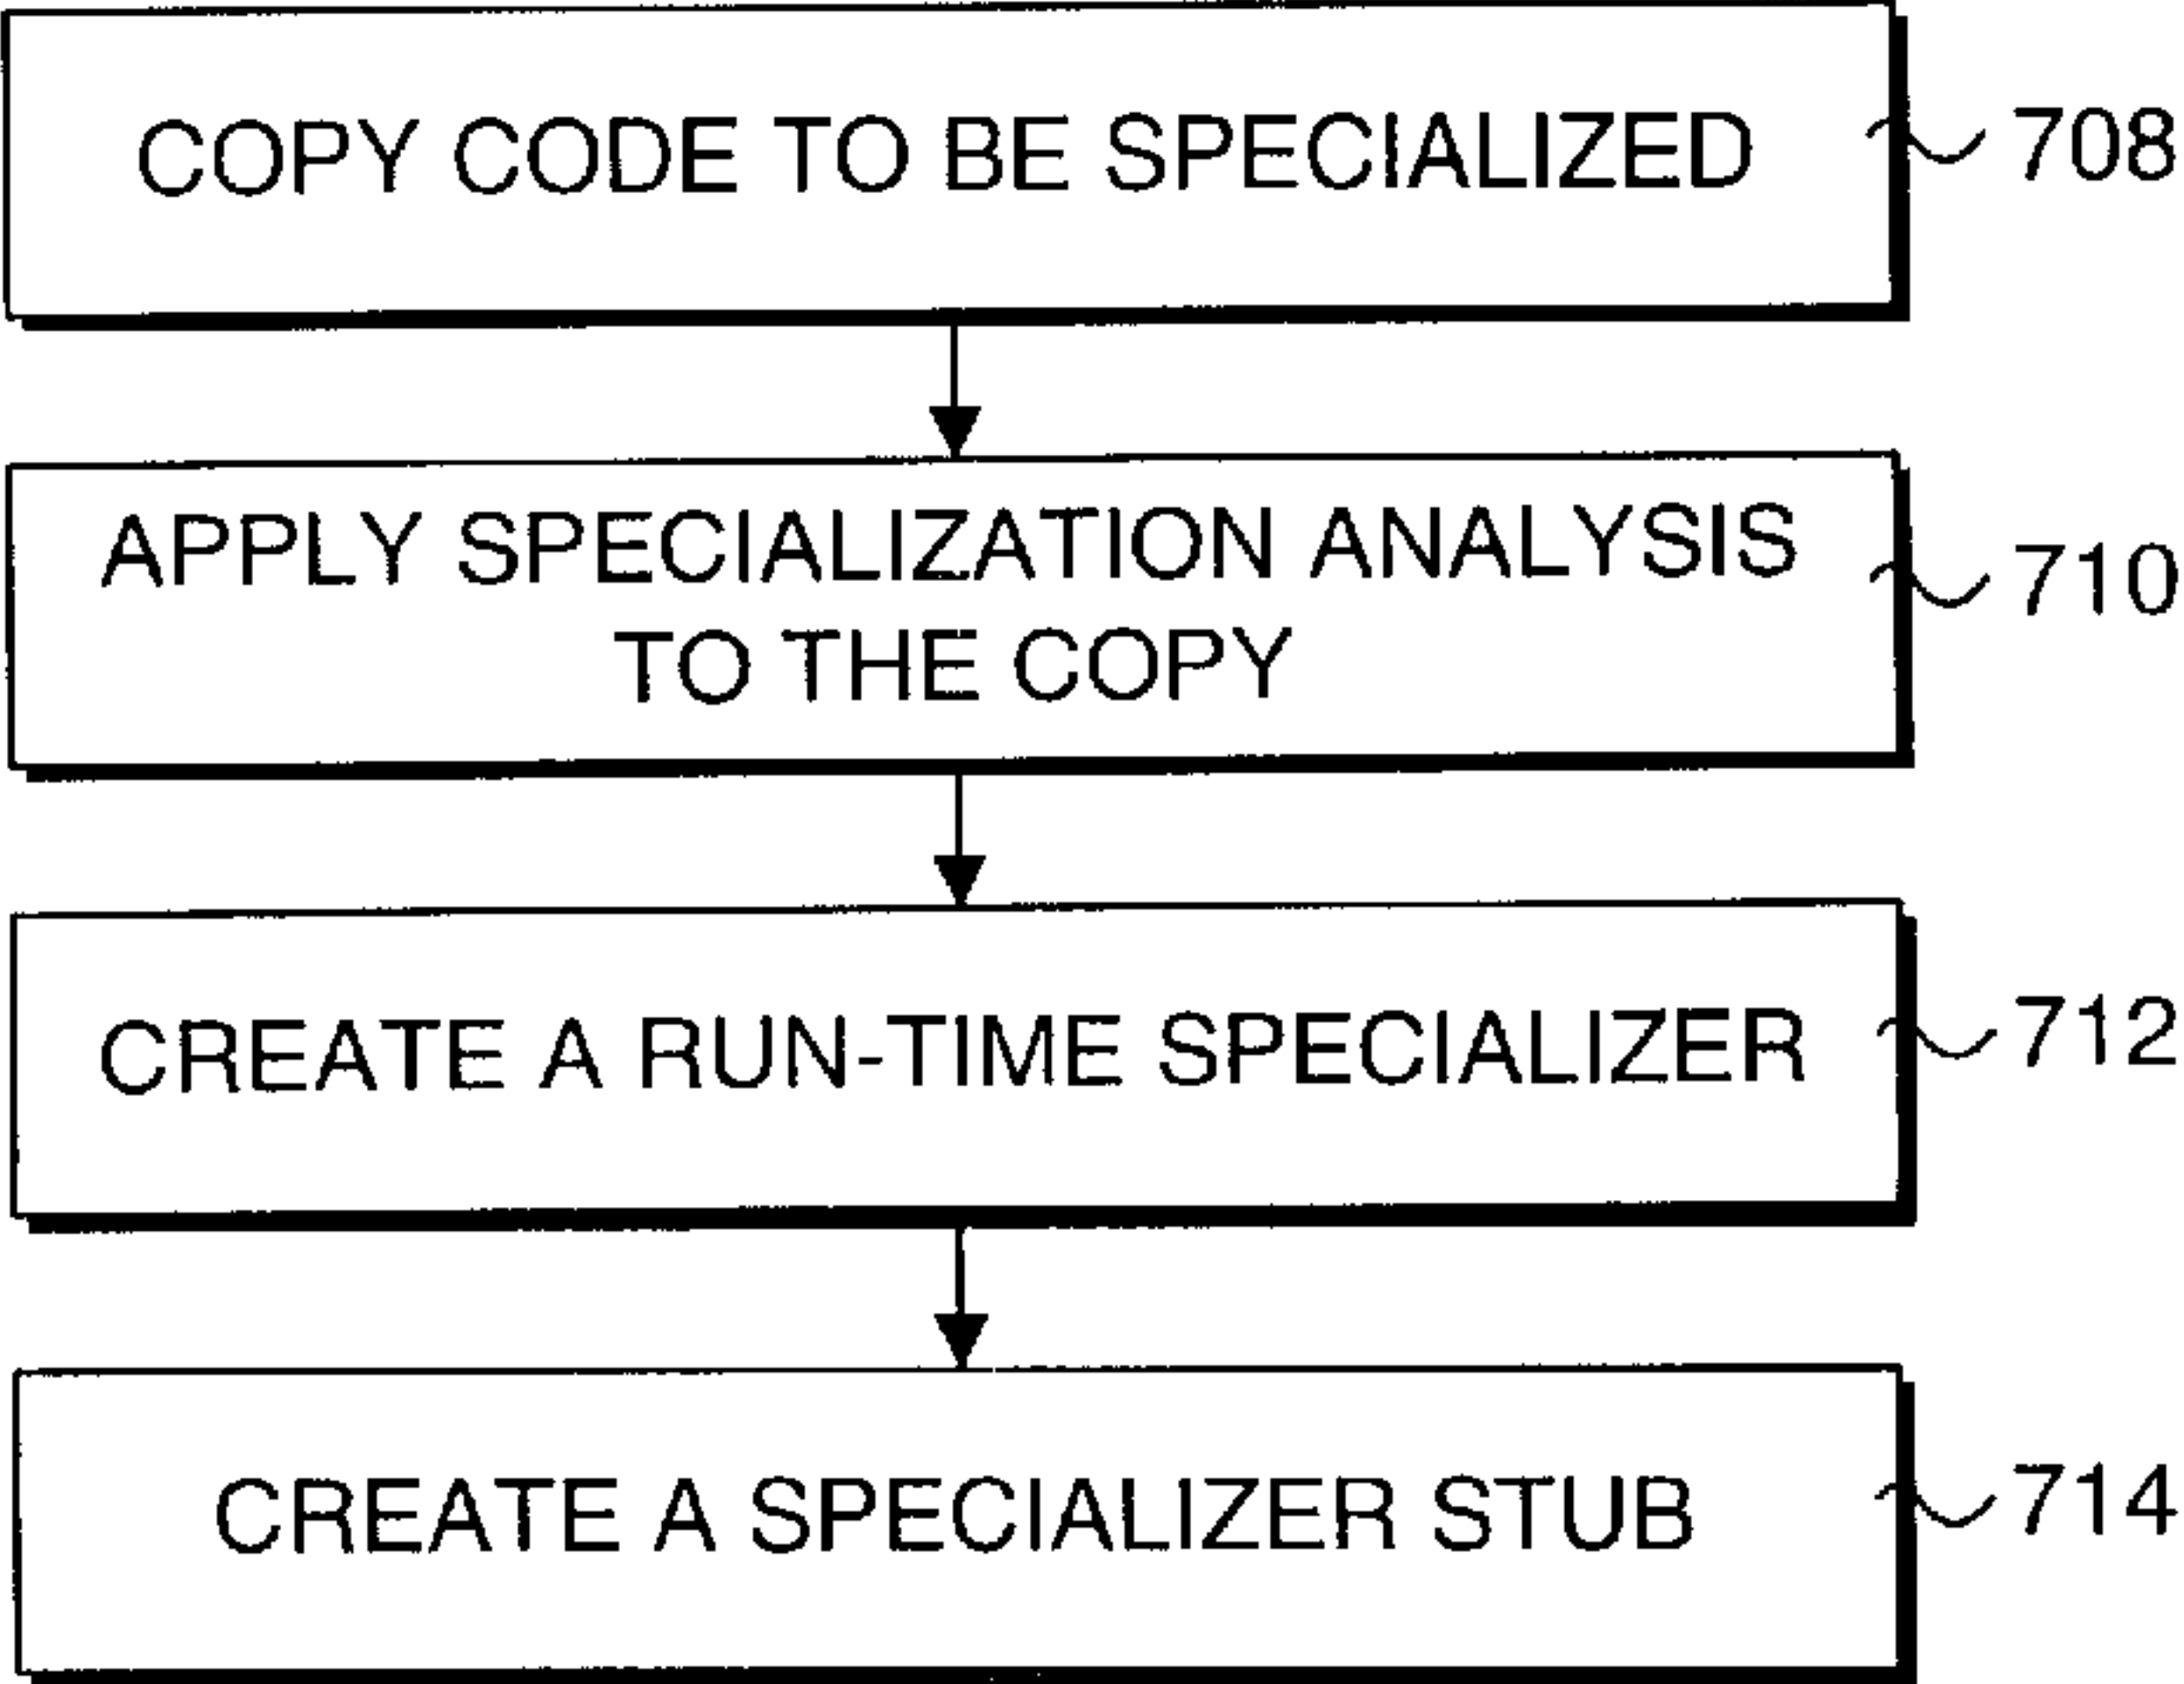 COPY CODE TO BE SPECIALIZED
708
APPLY SPECIALIZATION ANALYSIS
TO THE COPY
710
CREATE A RUN-TIME SPECIALIZER
712
CREATE A SPECIALIZER STUB
714